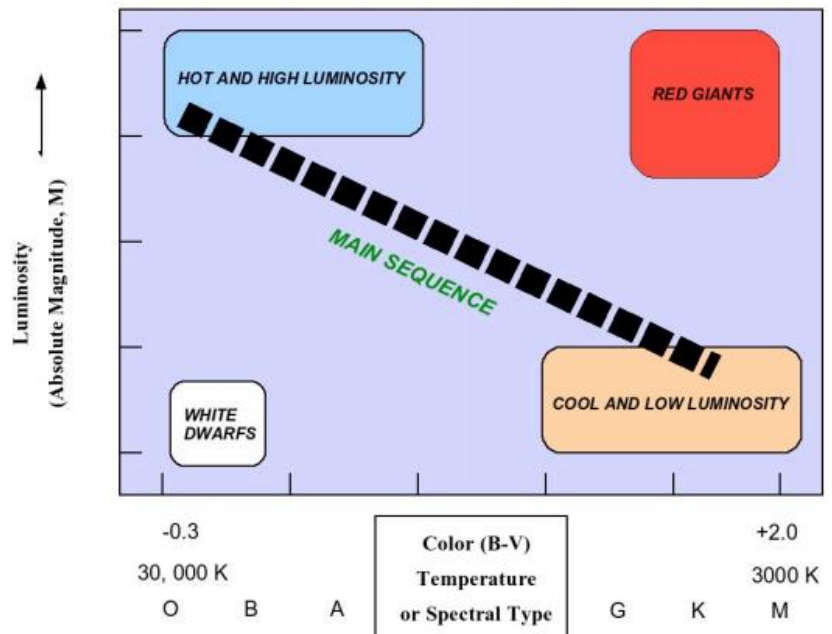 HOT AND HIGH LUMINOSITY
RED GIANTS
Luminosity
(Absolute Magnitude, M)
MAIN SEQUENCE
WHITE
DWARFS
COOL AND LOW LUMINOSITY
-0.3
+2.0
Color (B-V)
30, 000 K
Temperature
3000 K
O B A
or Spectral Type
G K M